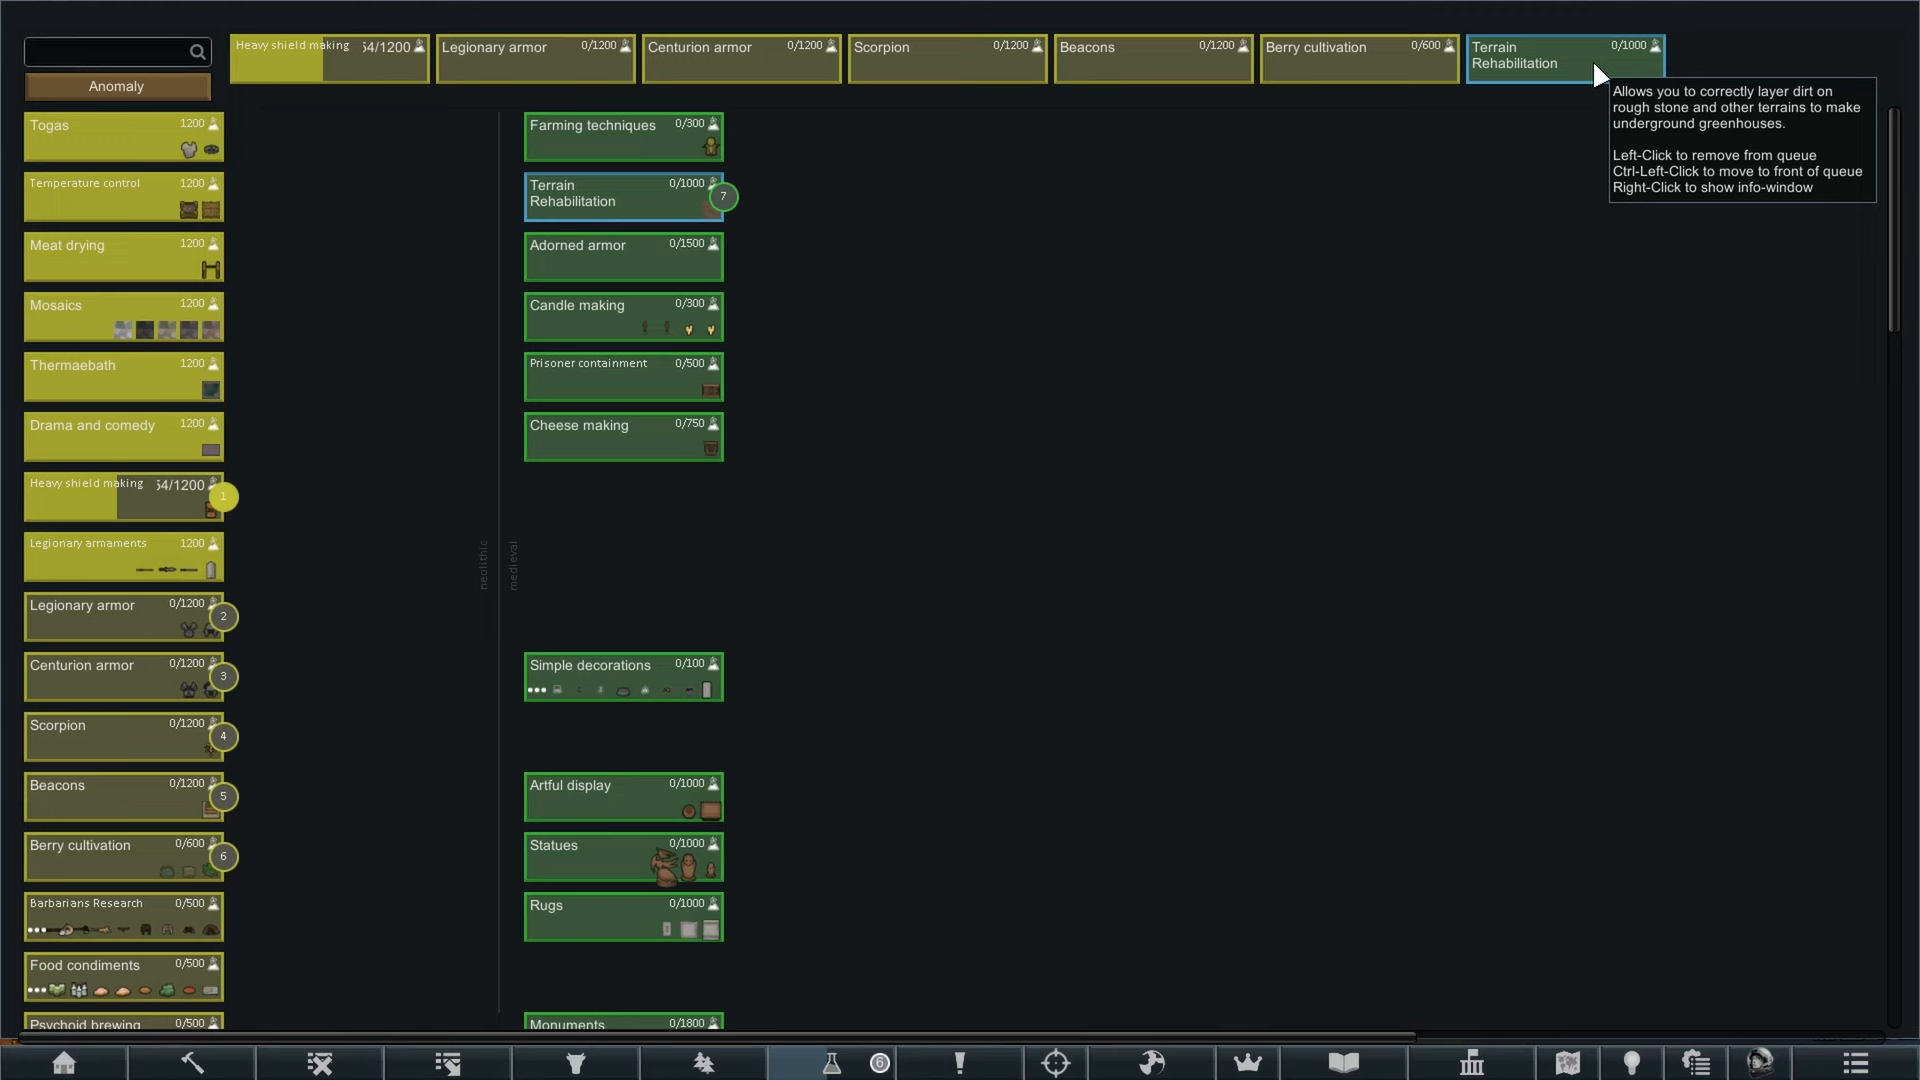 Heavy shield making 54/1200
Legionary armor 0/1200
Centurion armor 0/1200
Scorpion 0/1200
Beacons 0/1200
Berry cultivation 0/600
Terrain Rehabilitation 0/1000
Anomaly
Allows you to correctly layer dirt on
rough stone and other terrains to make
underground greenhouses.
Left-Click to remove from queue
Ctrl-Left-Click to move to front of queue
Right-Click to show info-window
Togas 1200
Temperature control 1200
Meat drying 1200
Mosaics 1200
Thermaebath 1200
Drama and comedy 1200
Heavy shield making 54/1200
1
Legionary armaments 1200
Legionary armor 0/1200
2
Centurion armor 0/1200
3
Scorpion 0/1200
4
Beacons 0/1200
5
Berry cultivation 0/600
6
Barbarians Research 0/500
Food condiments 0/500
Psychoid brewing 0/500
neolithic
medieval
Farming techniques 0/300
Terrain 0/1000
Rehabilitation
7
Adorned armor 0/1500
Candle making 0/300
Prisoner containment 0/500
Cheese making 0/750
Simple decorations 0/100
Artful display 0/1000
Statues 0/1000
Rugs 0/1000
Monuments 0/1800
6